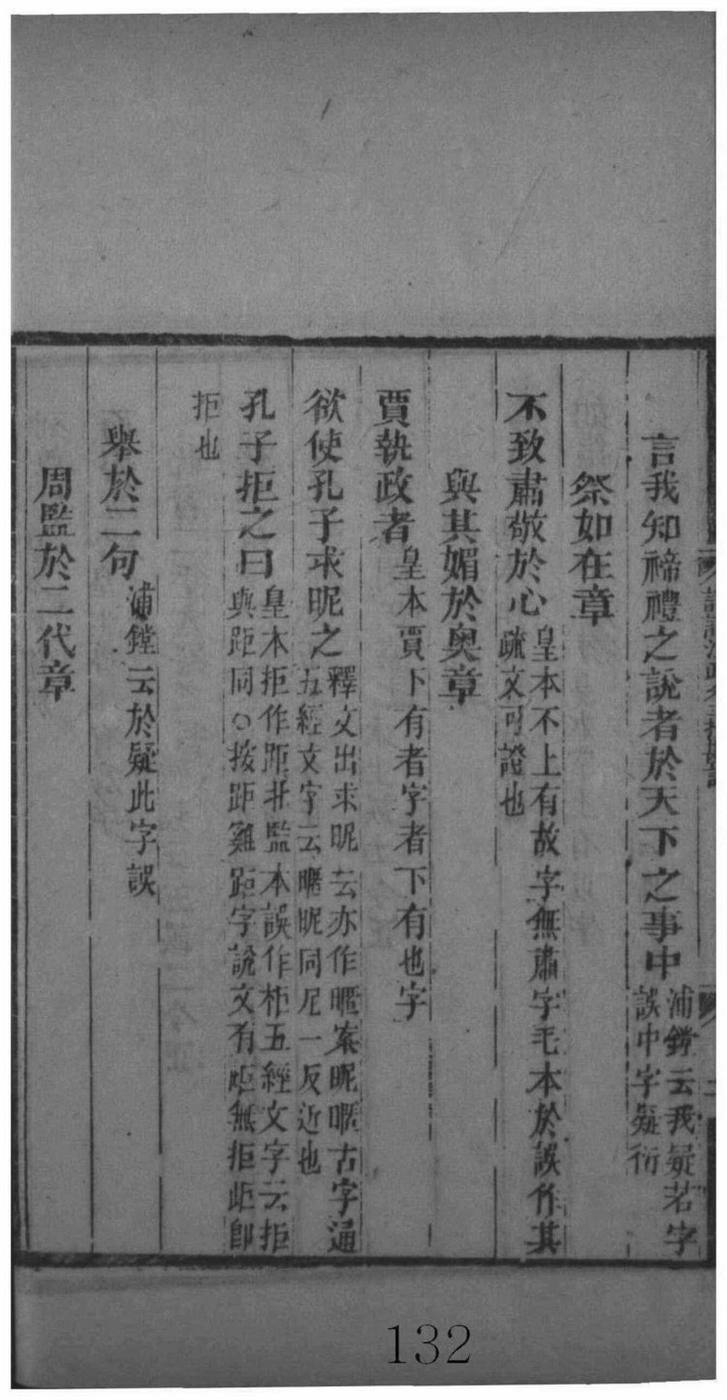 言我知禘禮之說者於天下之事中浦鏜云我疑若字誤中字疑衍
祭如在章
不致肅敬於心皇本不上有故字無肅字毛本於誤作其疏文可證也
與其媚於奧章
賈執政者皇本賈下有者字者下有也字
欲使孔子求昵之釋文出求昵云亦作暱案昵暱古字通五經文字云暱昵同尼一反近也
孔子拒之曰皇本拒作距北監本誤作柜五經文字云拒與距同○按距雞距字說文有歫無拒歫卽
拒也
舉於二句浦鏜云於疑此字誤
周監於二代章
132